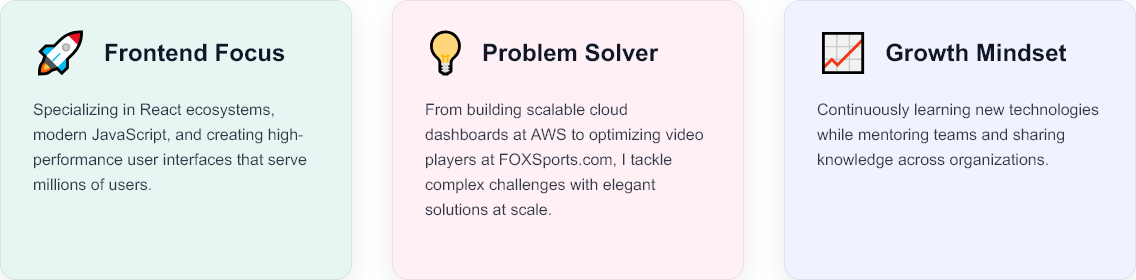 Frontend Focus
Specializing in React ecosystems,
modern JavaScript, and creating high-
performance user interfaces that serve
millions of users.
Problem Solver
From building scalable cloud
dashboards at AWS to optimizing video
players at FOXSports.com, I tackle
complex challenges with elegant
solutions at scale.
Growth Mindset
Continuously learning new technologies
while mentoring teams and sharing
knowledge across organizations.